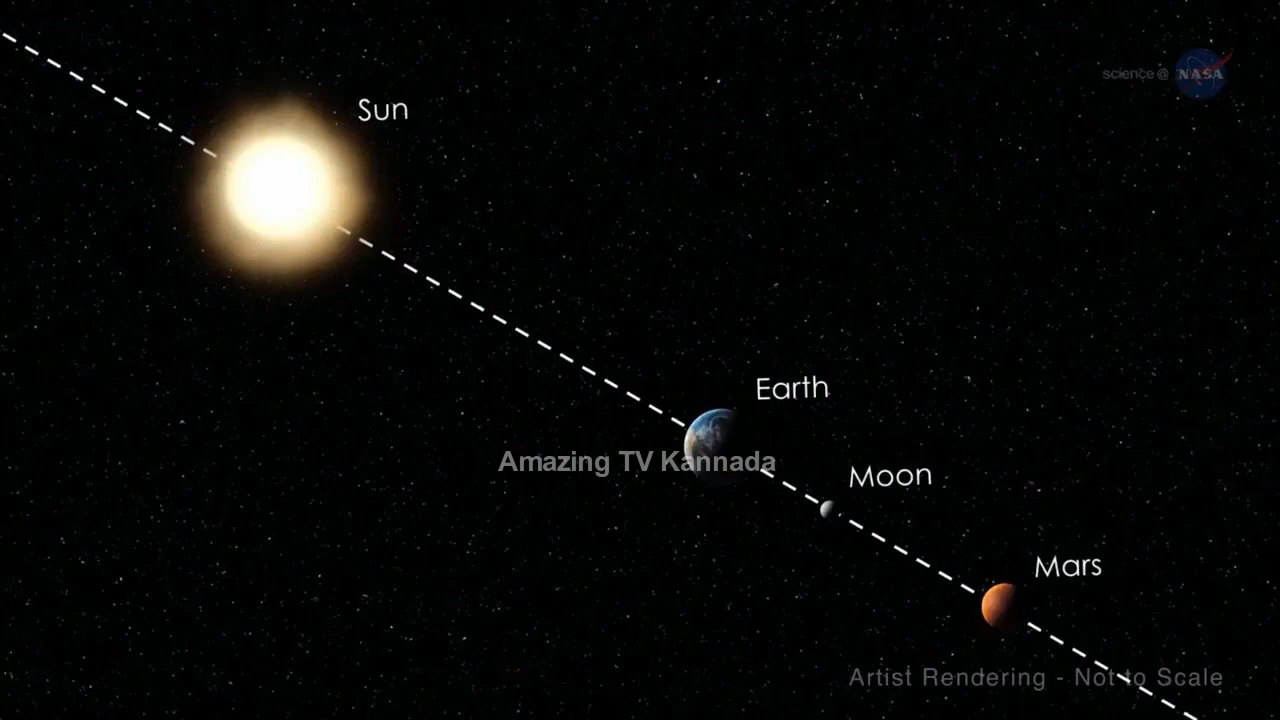 Sun
science@ NASA
Earth
Amazing TV Kannada
Moon
Mars
Artist Rendering - Not to Scale